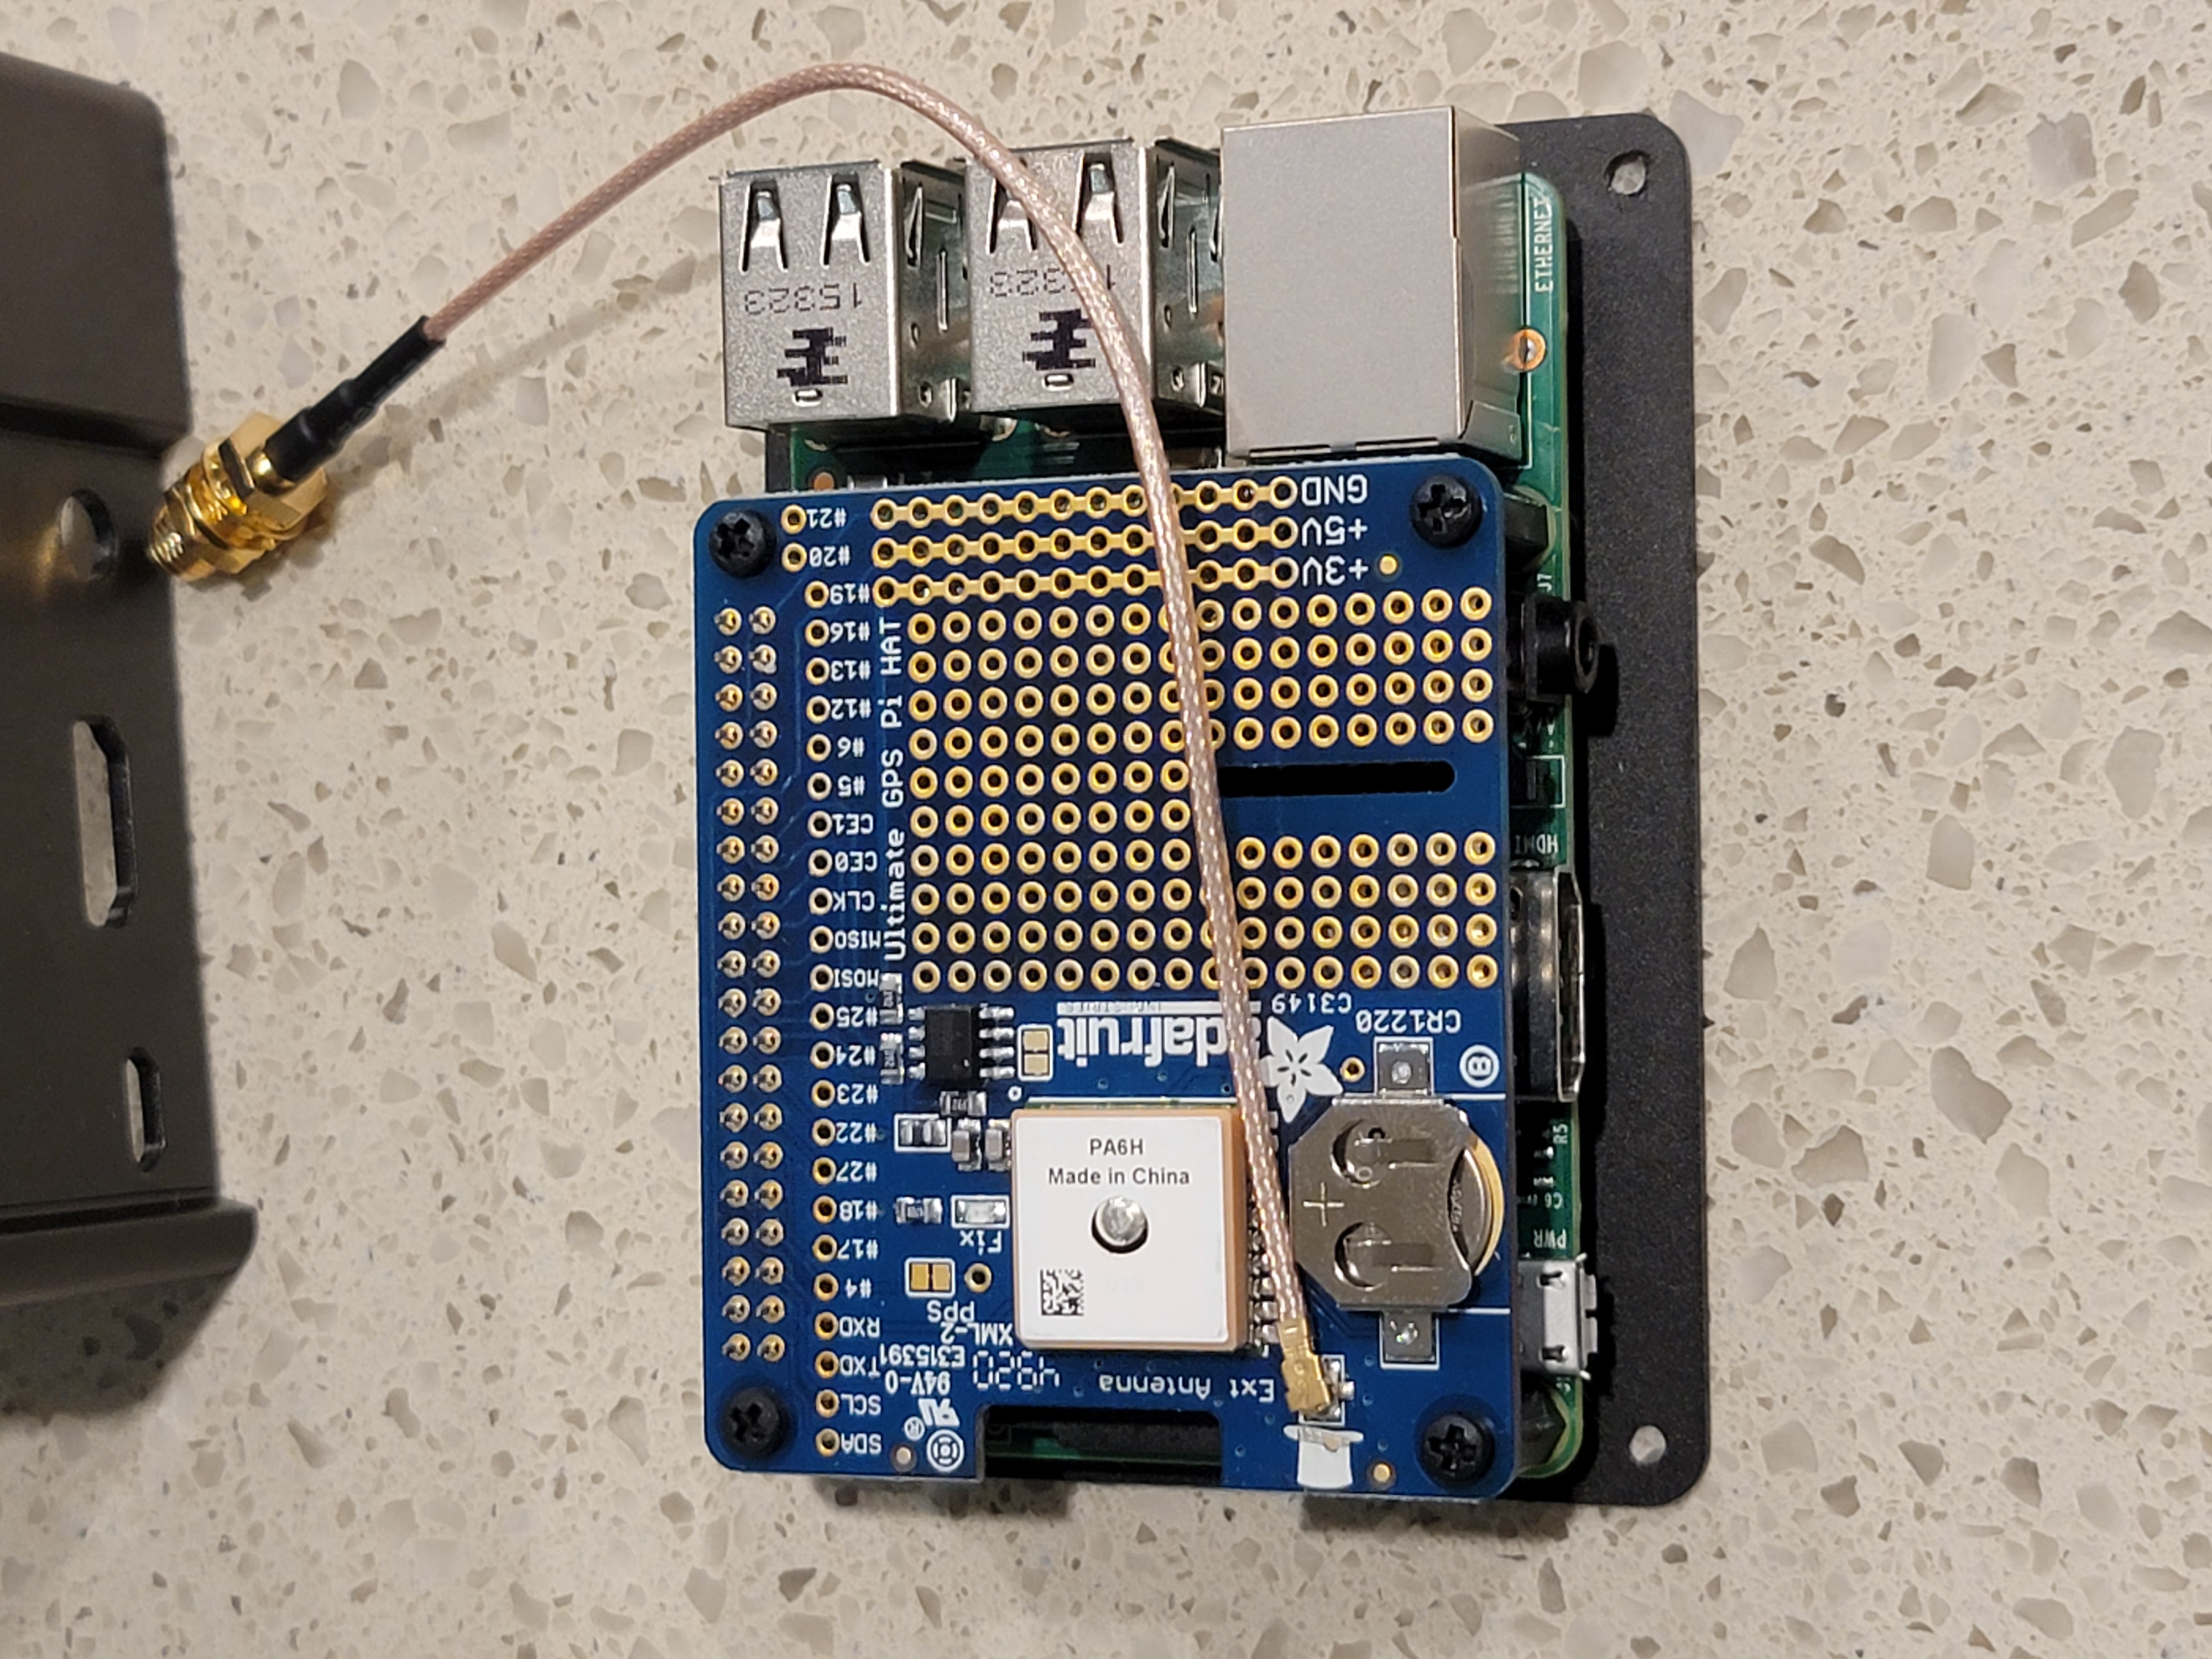 SDA
SCL
TXD
RXD
#4
#17
#18
#27
#22
#23
#24
#25
MOSI
MISO
CLK
CE0
CE1
#5
#6
#12
#13
#16
#19
#20
#21
Ultimate GPS Pi HAT
94V-0
E315391
XML-2
PPS
Fix
Ext Antenna
PA6H
Made in China
adafruit
C3149
CR1220
+3V
+5V
GND
15323
PWR
HDMI
J7
ETHERNET